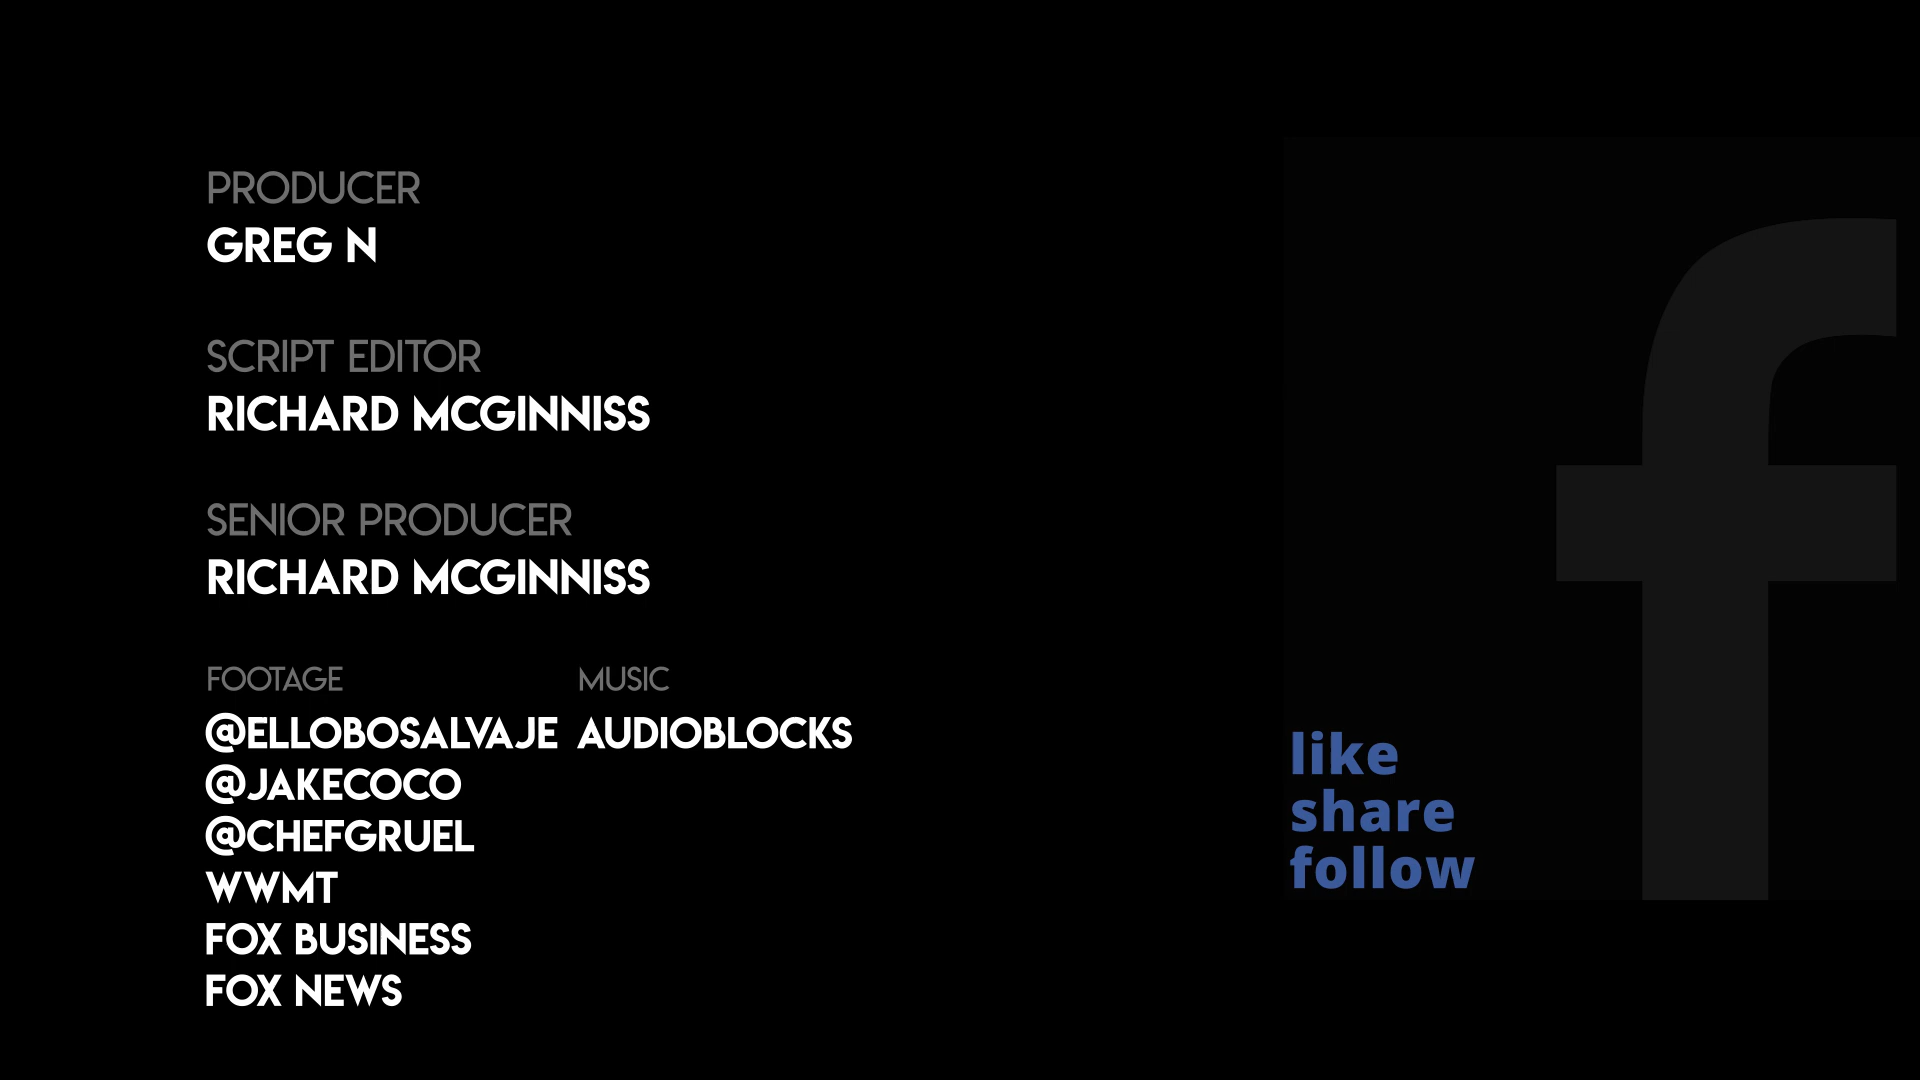 PRODUCER
GREG N
SCRIPT EDITOR
RICHARD MCGINNISS
SENIOR PRODUCER
RICHARD MCGINNISS
FOOTAGE
@ELLOBOSALVAJE
@JAKECOCO
@CHEFGRUEL
WWMT
FOX BUSINESS
FOX NEWS
MUSIC
AUDIOBLOCKS
like
share
follow
f